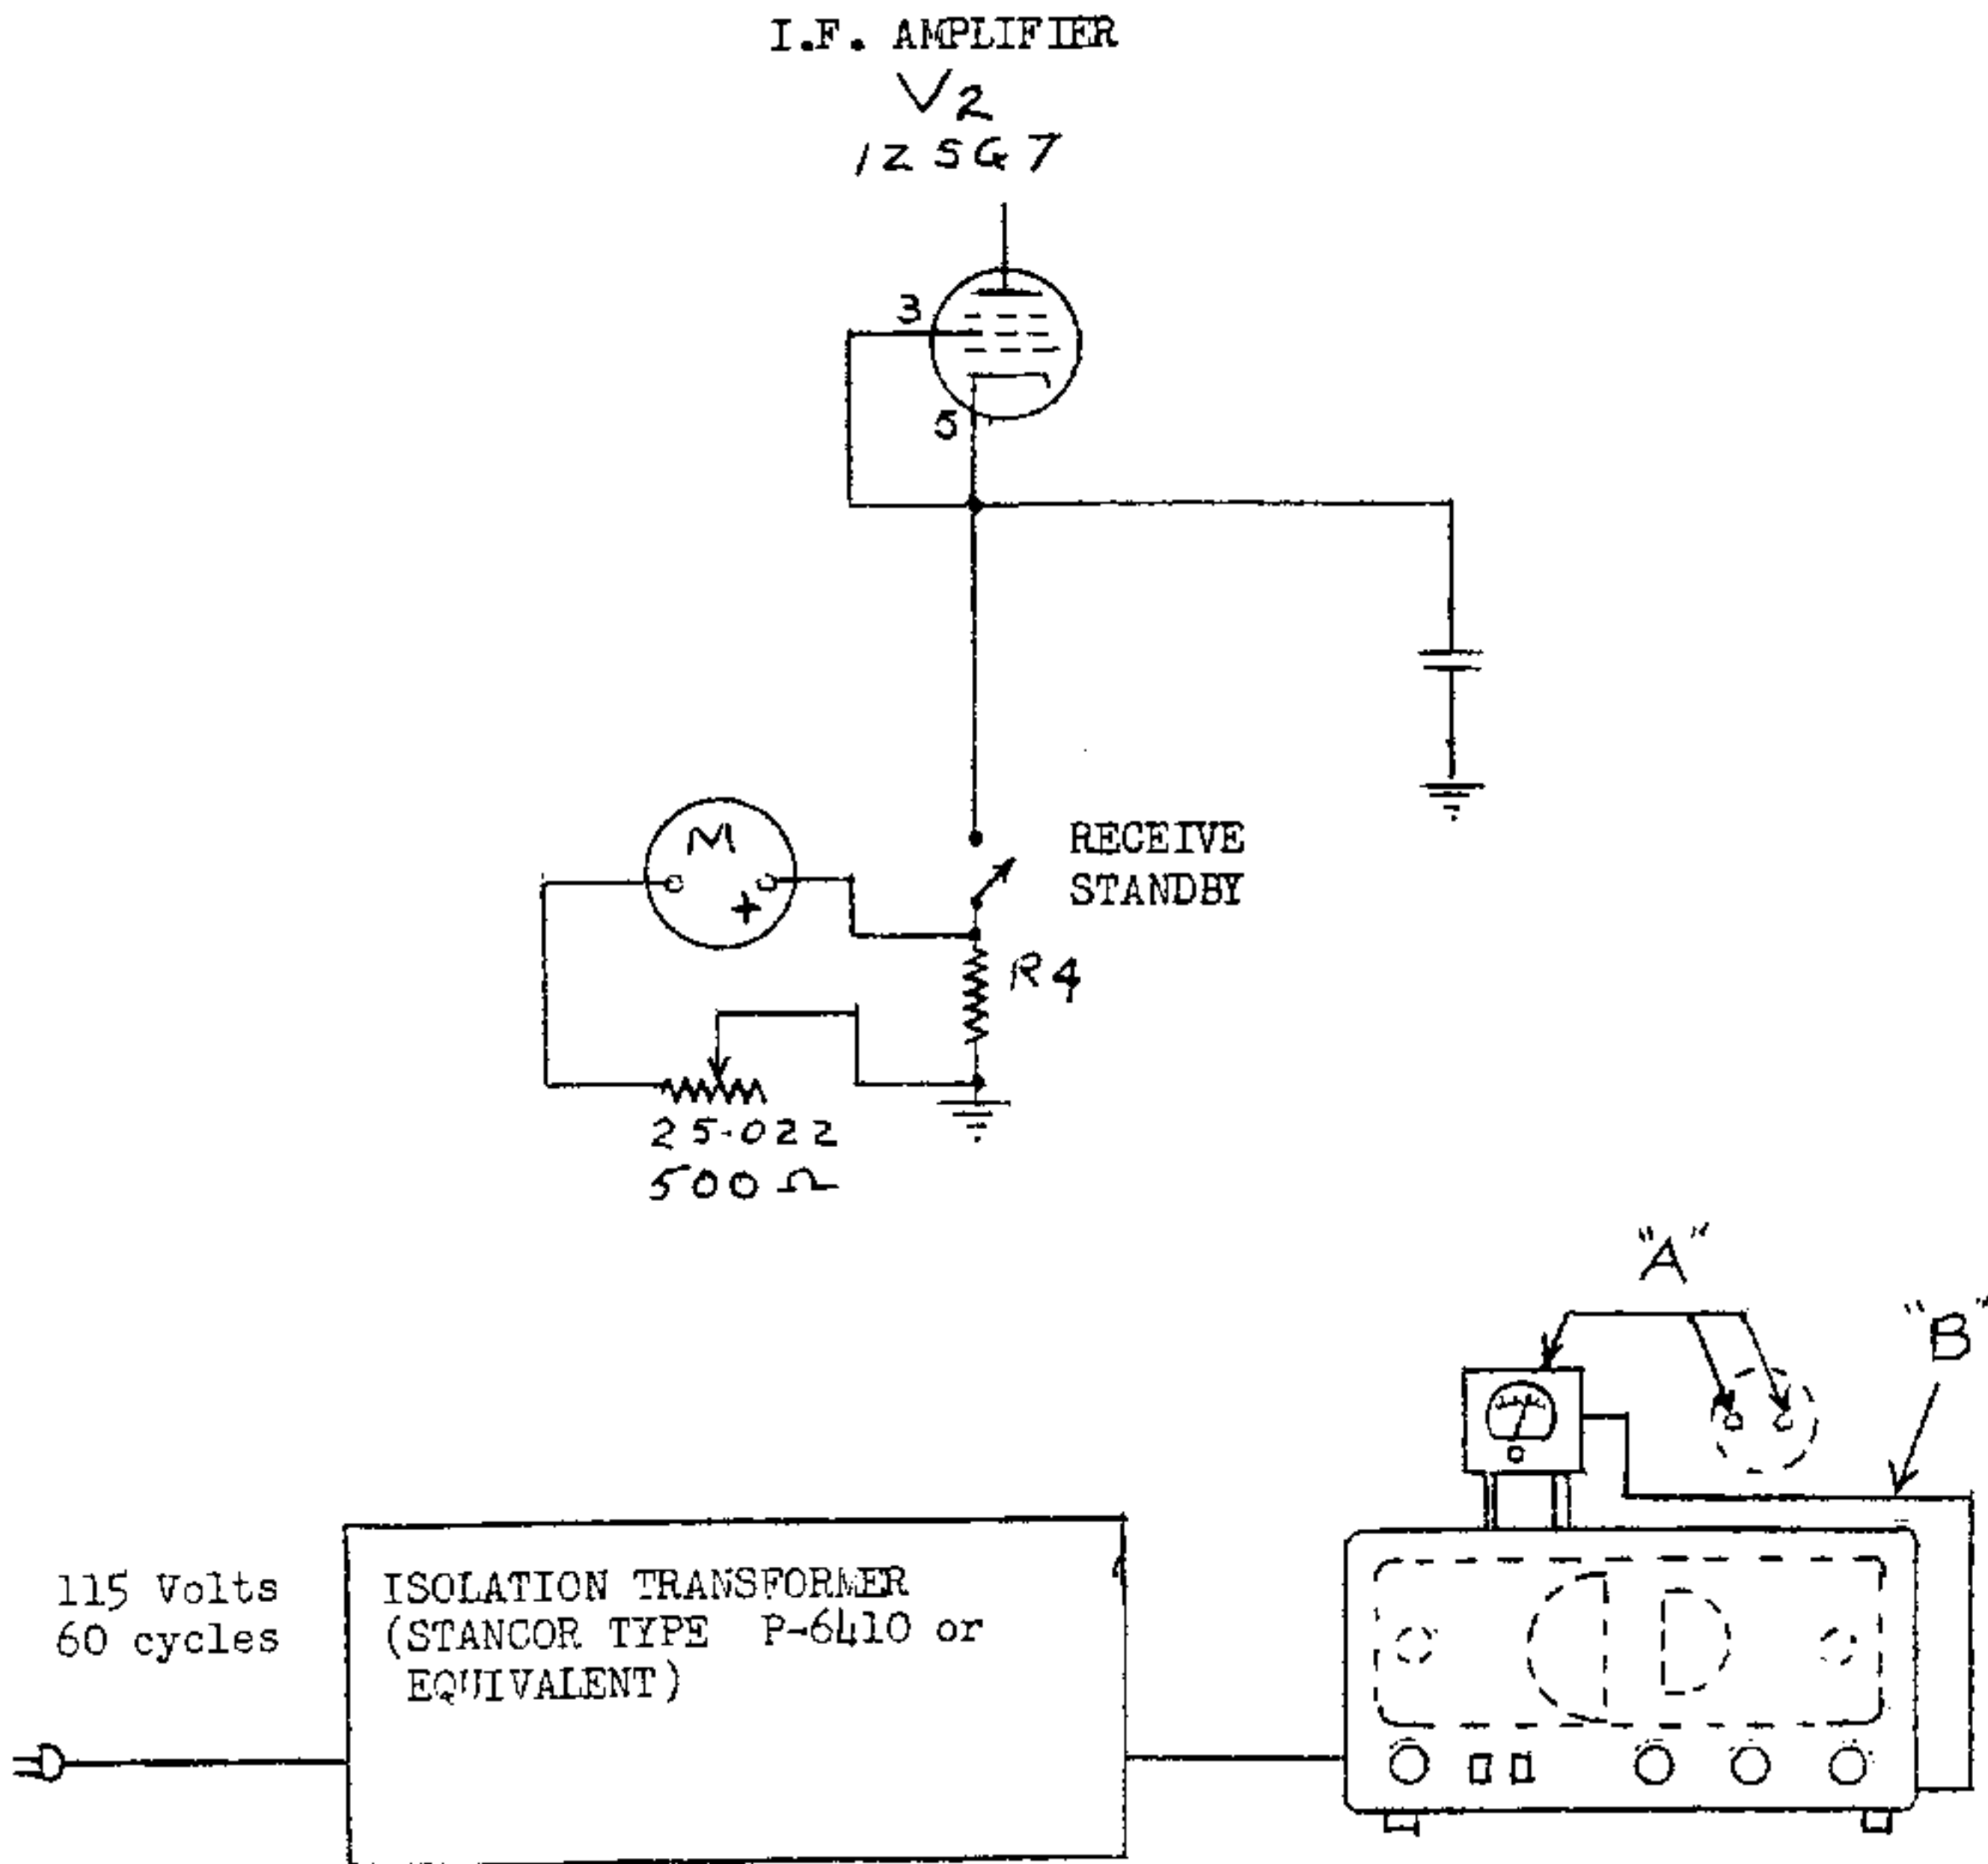 I.F. AMPLIFIER
V2
12SG7
3
5
M
+
RECEIVE
STANDBY
R4
25-022
500 Ω
"A"
"B"
115 Volts
60 cycles
ISOLATION TRANSFORMER
(STANCOR TYPE P-6410 or
EQUIVALENT)